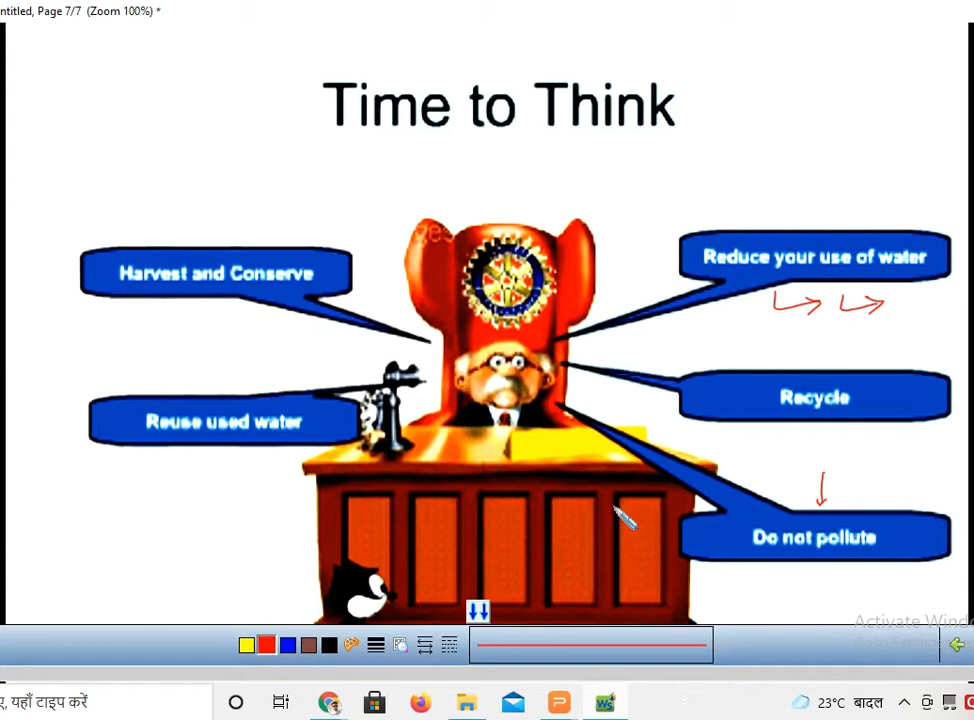 ntitled, Page 7/7 (Zoom 100%) *
Time to Think
Harvest and Conserve
Reduce your use of water
Reuse used water
Recycle
Do not pollute
Activate Wind
ए, यहाँ टाइप करें
23°C बादल